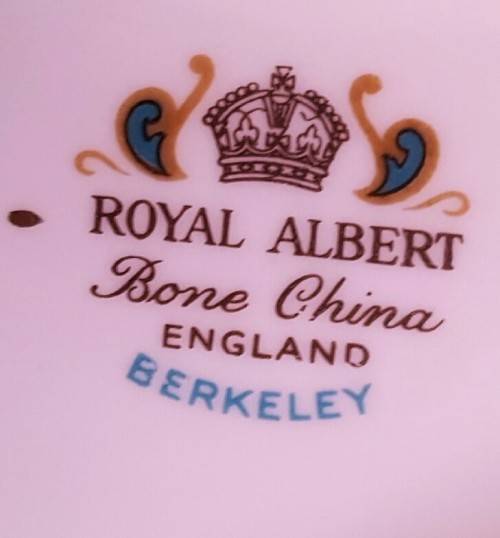 ROYAL ALBERT
Bone China
ENGLAND
BERKELEY